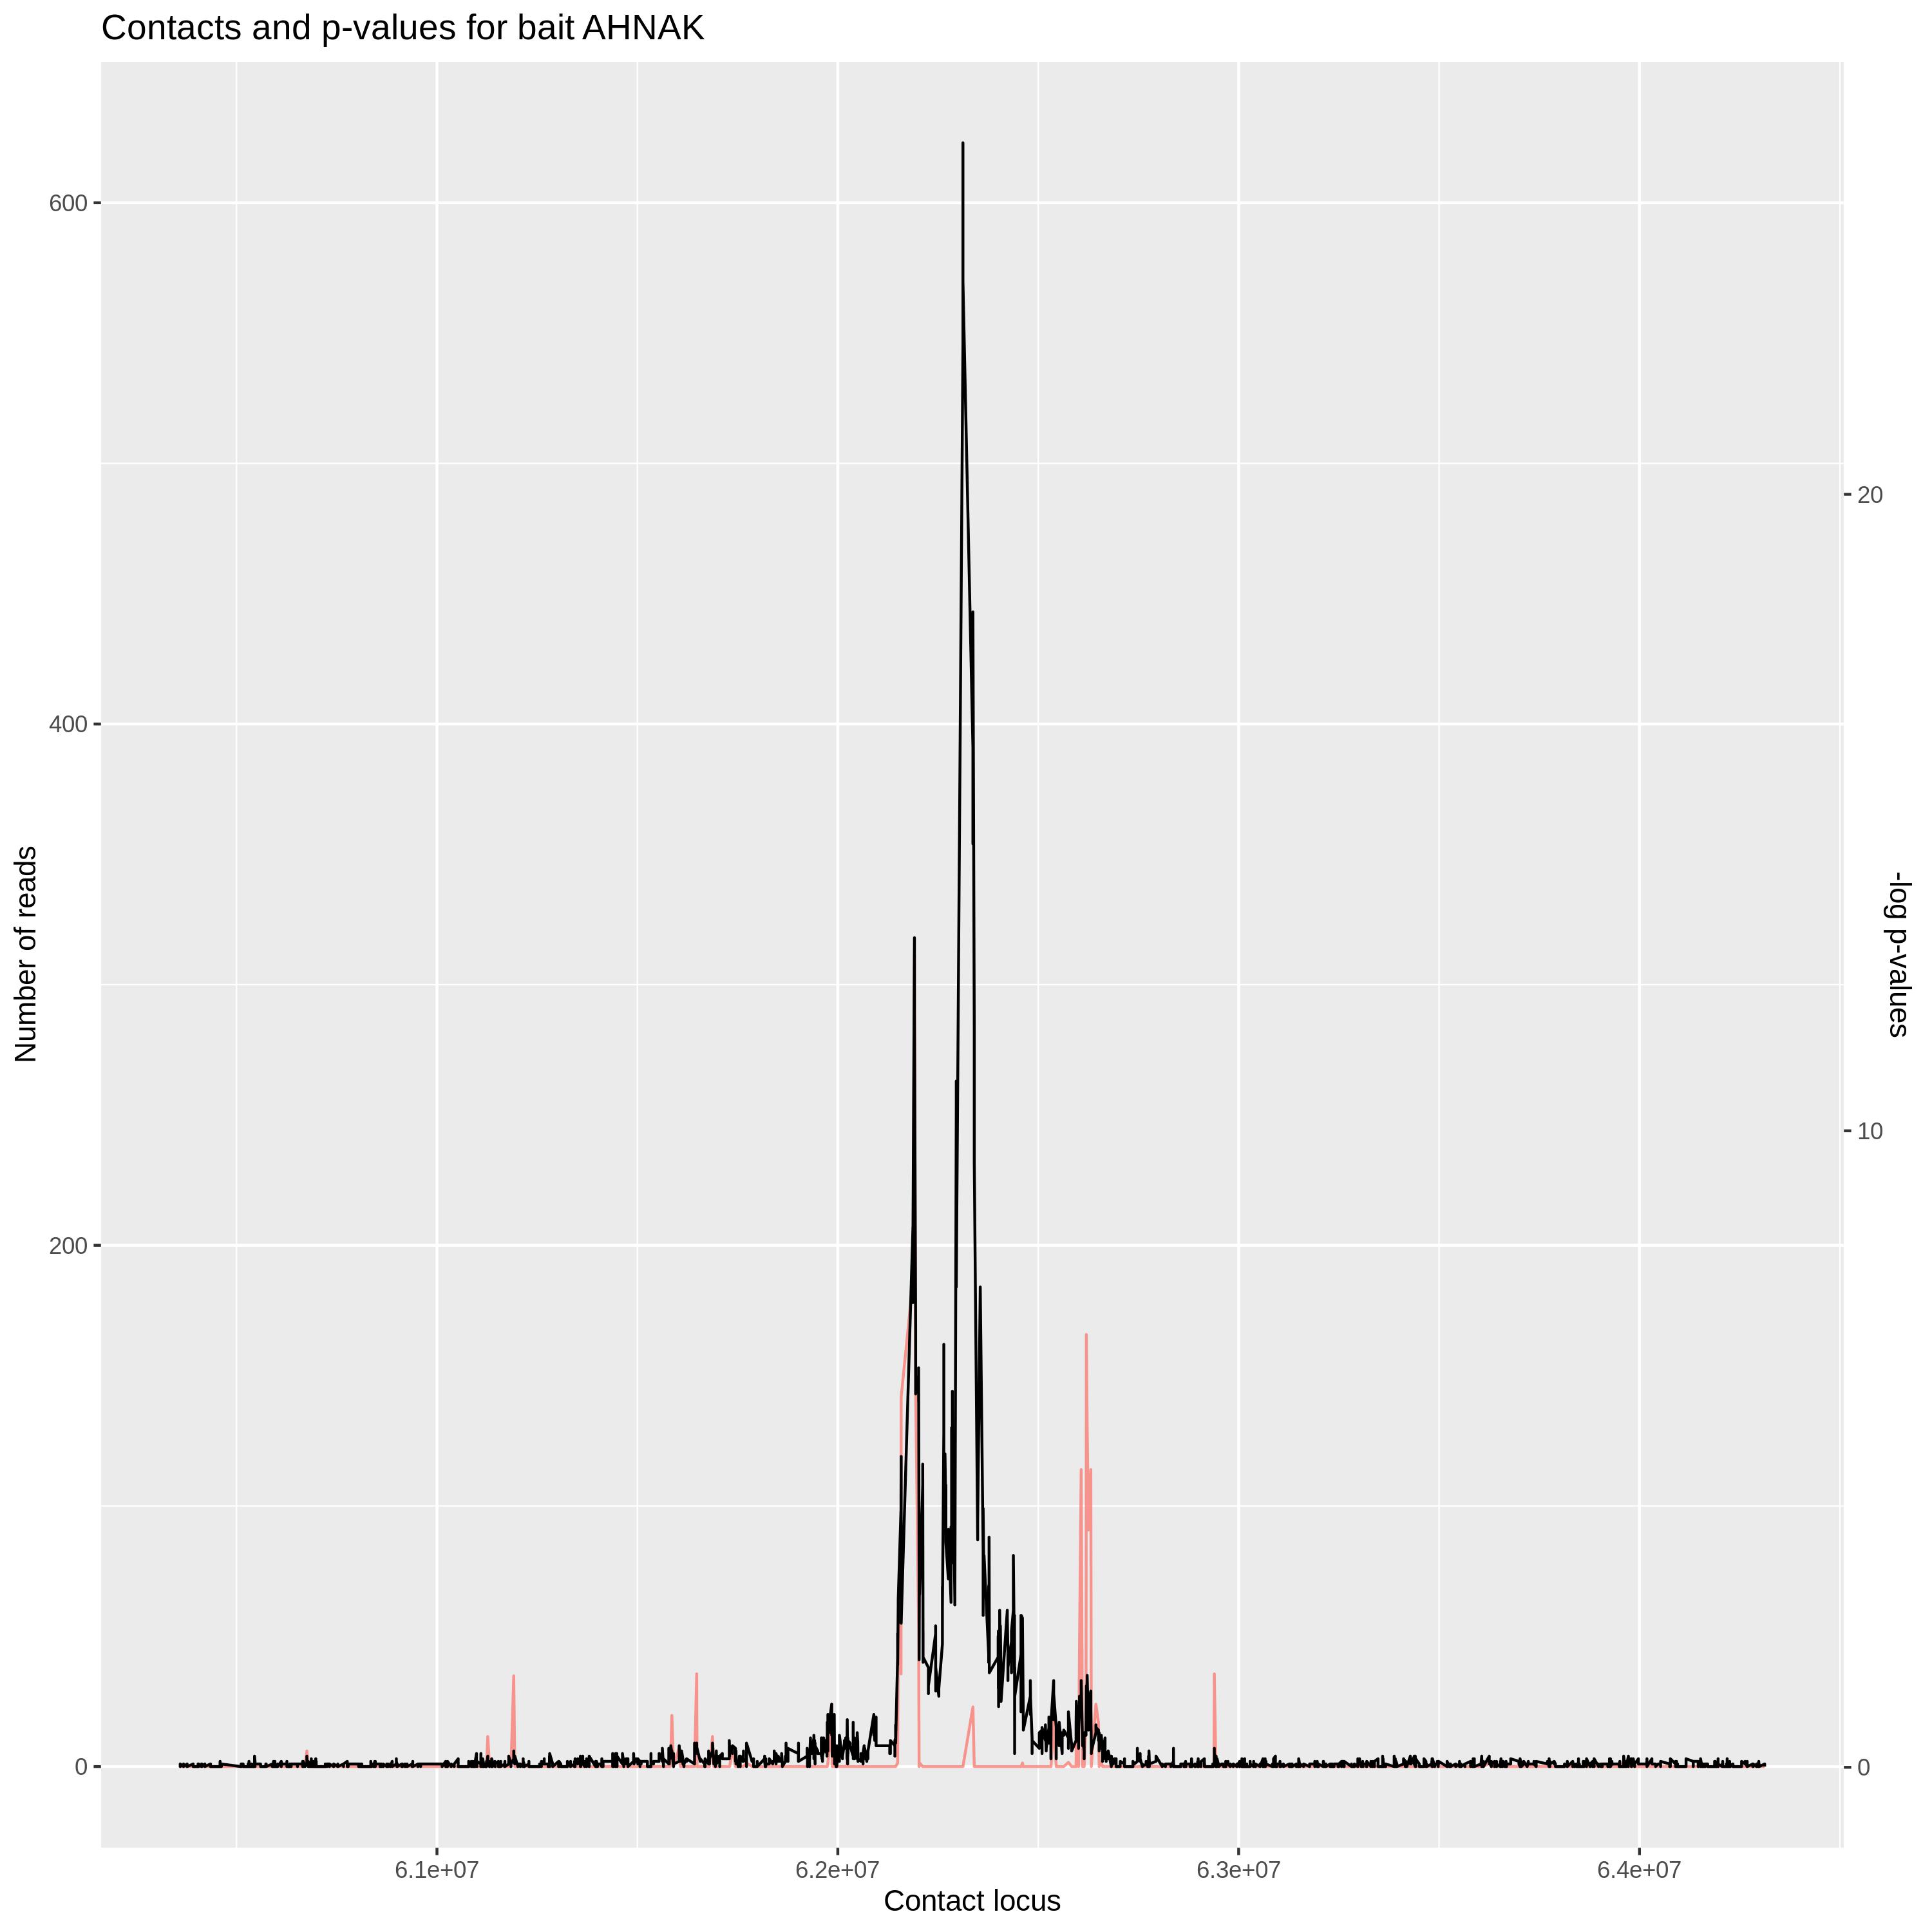 Contacts and p-values for bait AHNAK
600
400
200
0
Number of reads
20
10
0
-log p-values
6.1e+07 6.2e+07 6.3e+07 6.4e+07
Contact locus